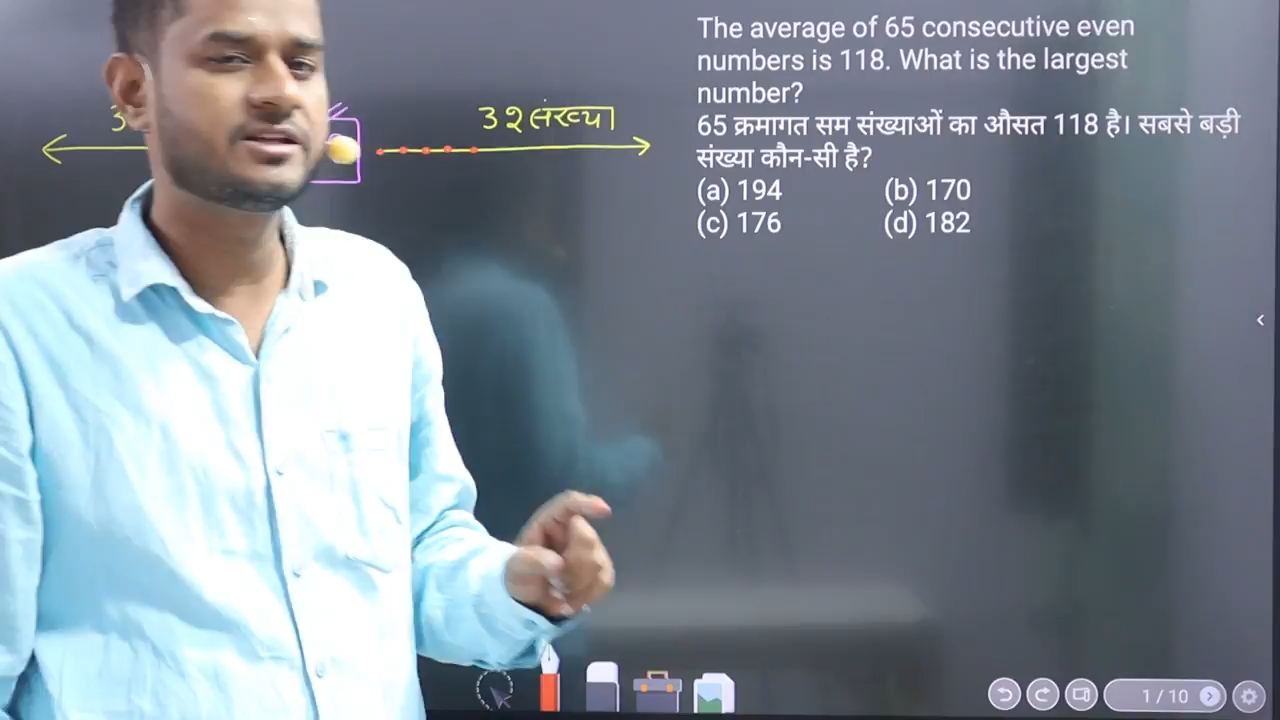 The average of 65 consecutive even
numbers is 118. What is the largest
number?
65 क्रमागत सम संख्याओं का औसत 118 है। सबसे बड़ी
संख्या कौन-सी है?
(a) 194 (b) 170
(c) 176 (d) 182
3
32 संख्या
1 / 10